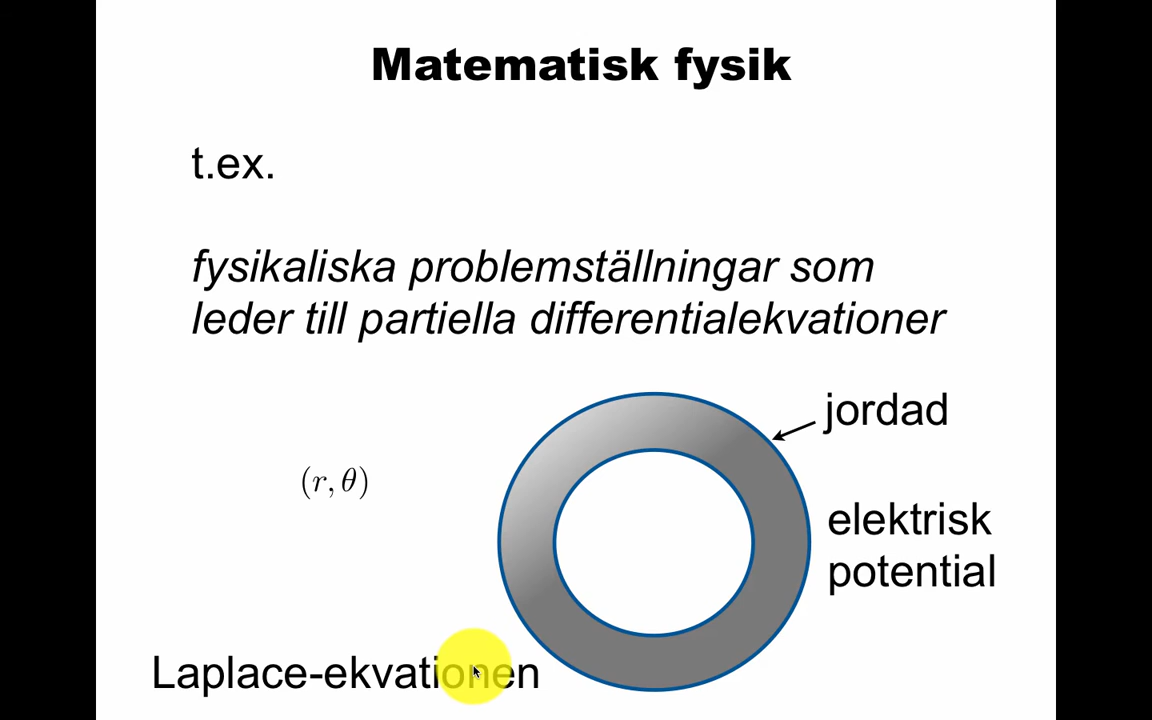 Matematisk fysik
t.ex.
fysikaliska problemställningar som
leder till partiella differentialekvationer
jordad
(r, θ)
elektrisk
potential
Laplace-ekvationen